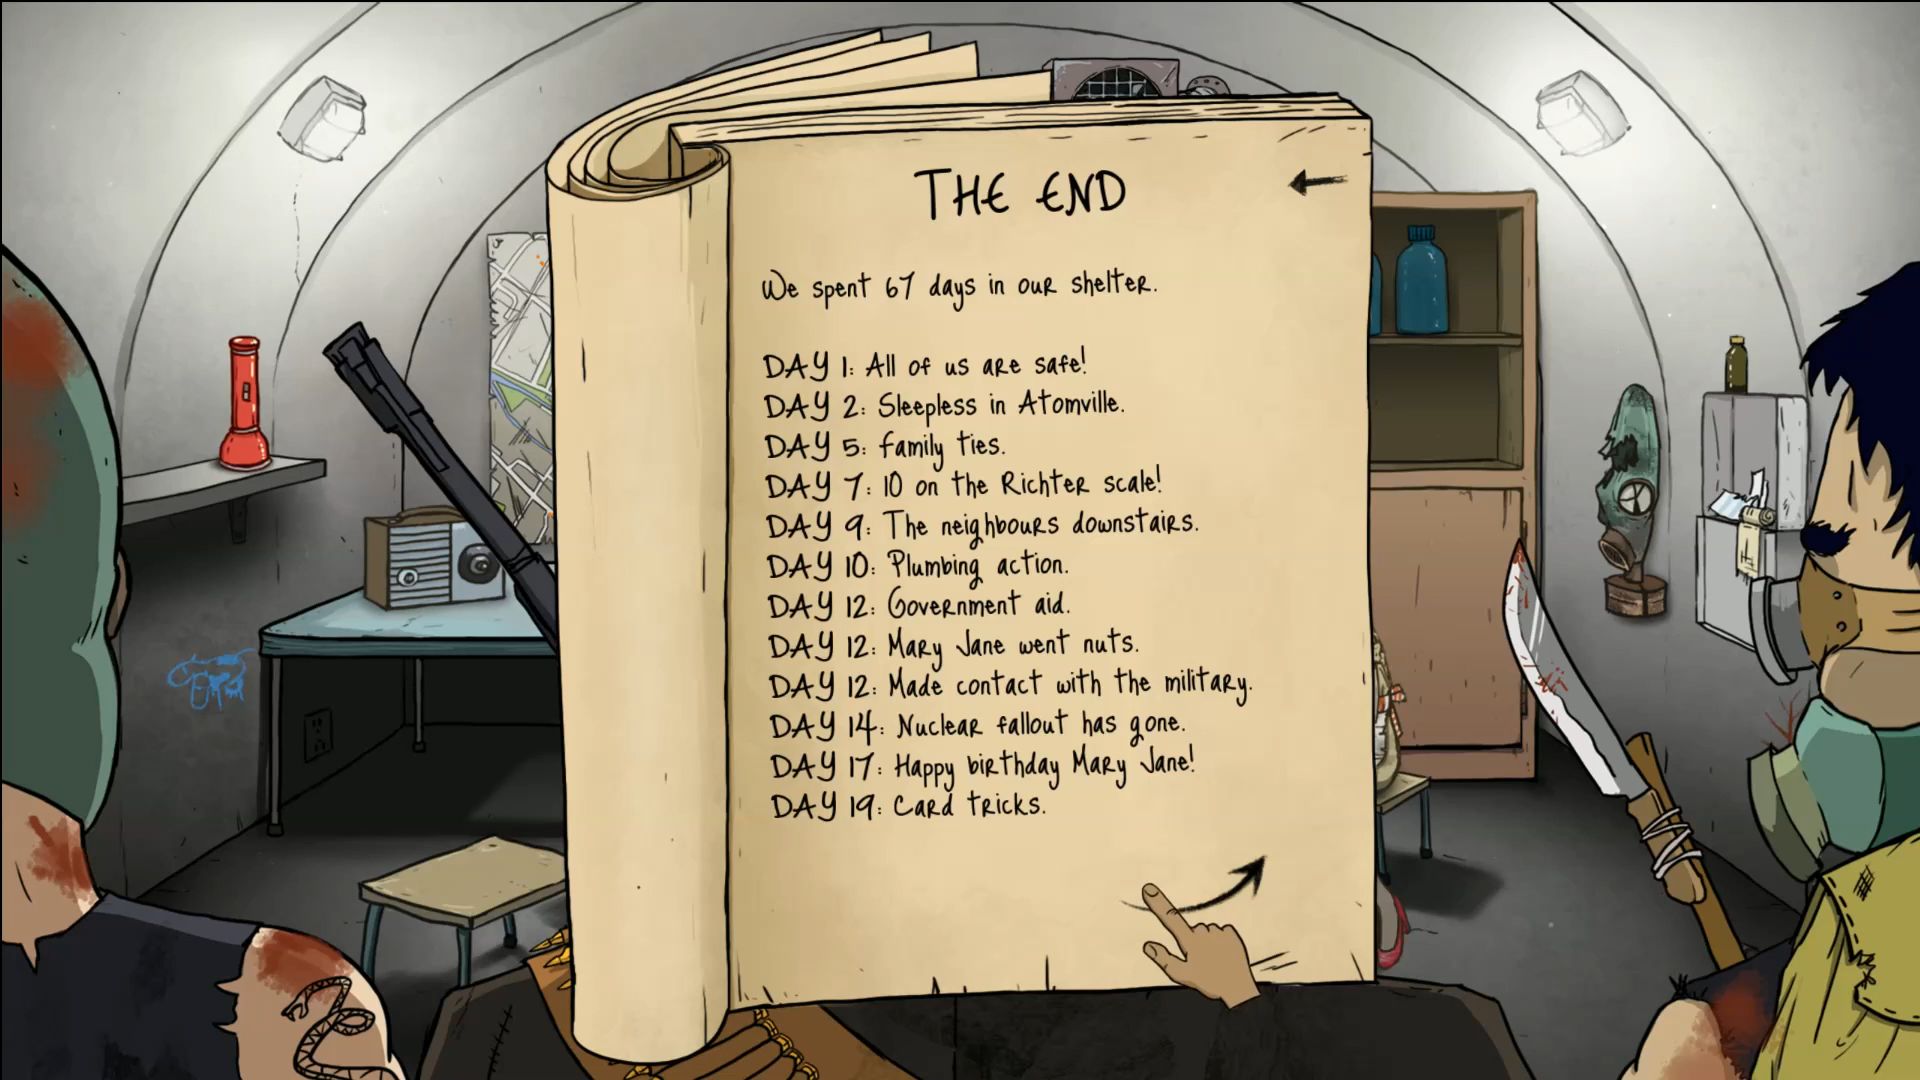 THE END
We spent 67 days in our shelter.
DAY 1: All of us are safe!
DAY 2: Sleepless in Atomville.
DAY 5: Family ties.
DAY 7: 10 on the Richter scale!
DAY 9: The neighbours downstairs.
DAY 10: Plumbing action.
DAY 12: Government aid.
DAY 12: Mary Jane went nuts.
DAY 12: Made contact with the military.
DAY 14: Nuclear fallout has gone.
DAY 17: Happy birthday Mary Jane!
DAY 19: Card tricks.